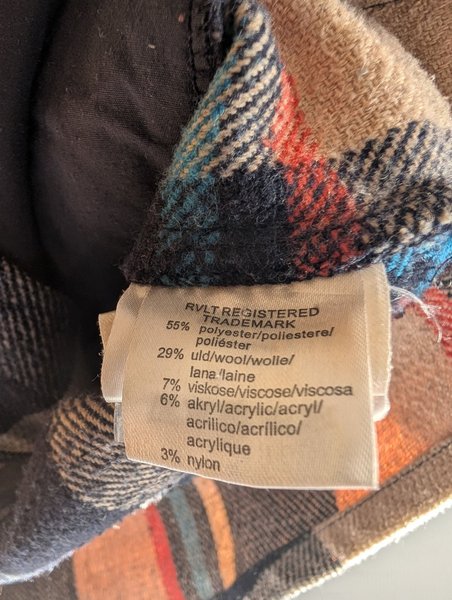 RVLT REGISTERED
TRADEMARK
55% polyester/poliestere/
poliéster
29% uld/wool/wolle/
lana/laine
7% viskose/viscose/viscosa
6% akryl/acrylic/acryl/
acrilico/acrílico/
acrylique
3% nylon